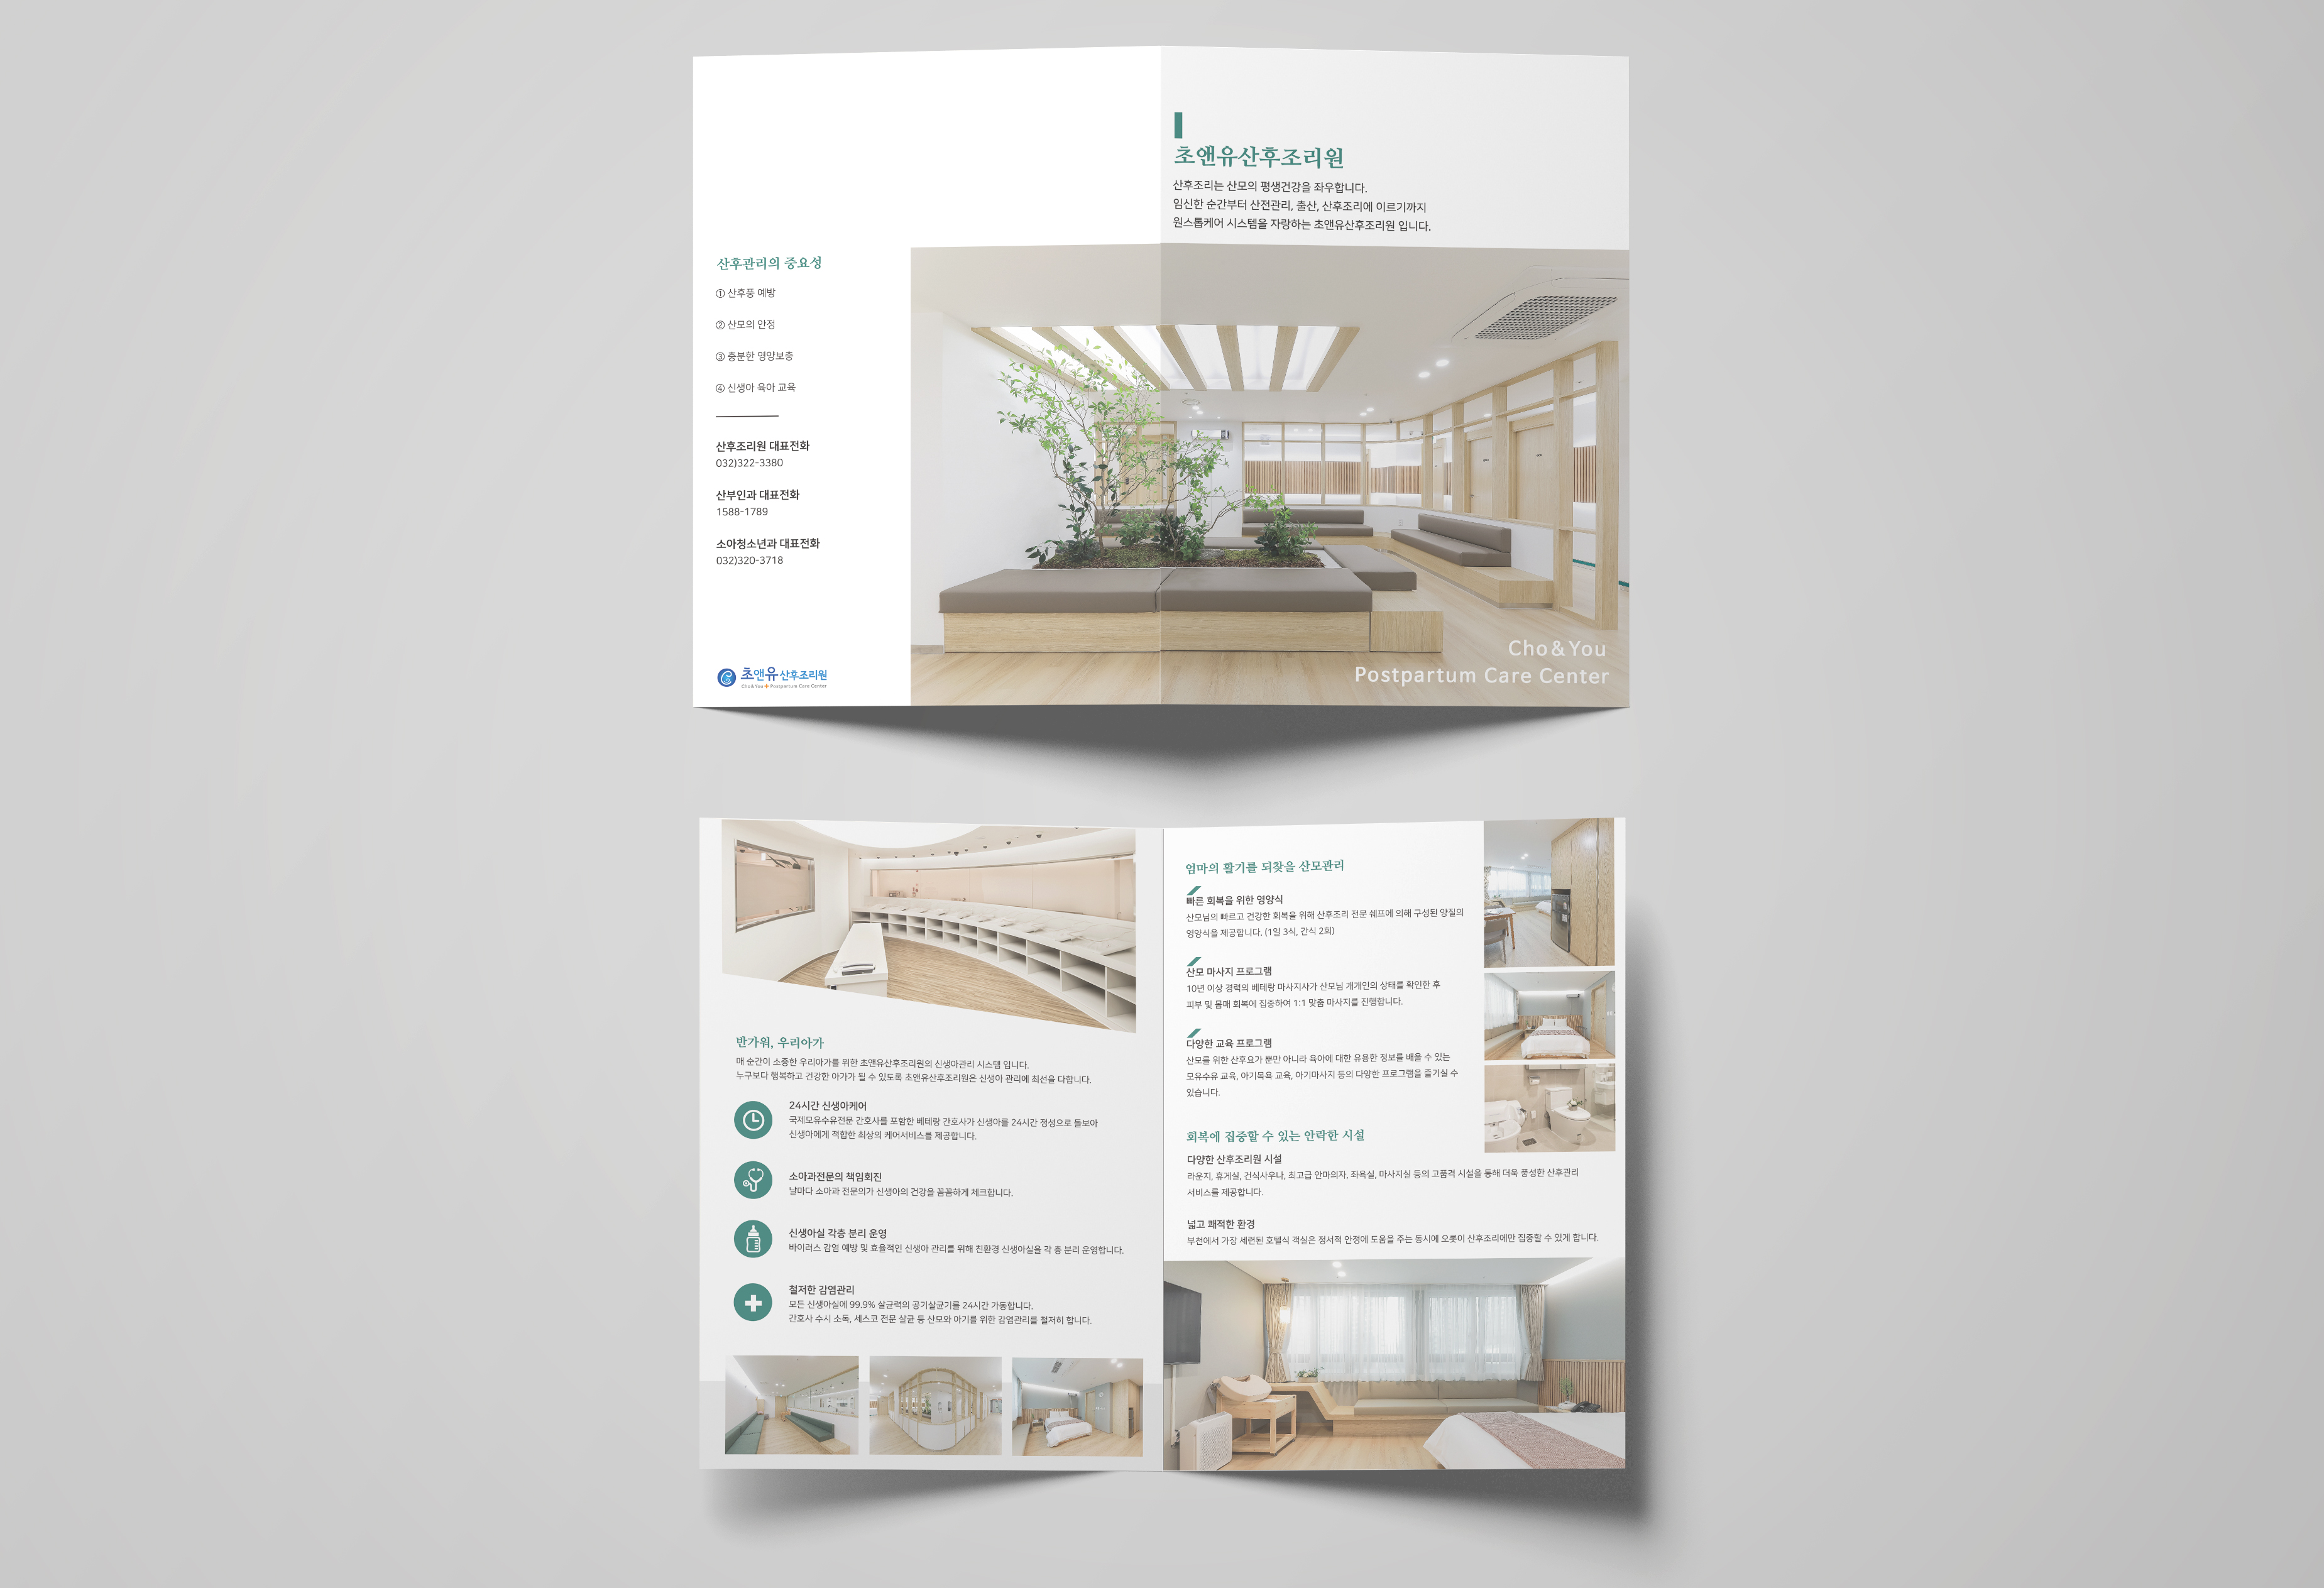 초앤유산후조리원
산후조리는 산모의 평생건강을 좌우합니다.
임신한 순간부터 산전관리, 출산, 산후조리에 이르기까지
원스톱케어 시스템을 자랑하는 초앤유산후조리원 입니다.
산후관리의 중요성
① 산후풍 예방
② 산모의 안정
③ 충분한 영양보충
④ 신생아 육아 교육
산후조리원 대표전화
032)322-3380
산부인과 대표전화
1588-1789
소아청소년과 대표전화
032)320-3718
초앤유 산후조리원
Cho&You Postpartum Care Center
Cho&You
Postpartum Care Center
반가워, 우리아가
매 순간이 소중한 우리아가를 위한 초앤유산후조리원의 신생아관리 시스템 입니다.
누구보다 행복하고 건강한 아가가 될 수 있도록 초앤유산후조리원은 신생아 관리에 최선을 다합니다.
24시간 신생아케어
국제모유수유전문 간호사를 포함한 베테랑 간호사가 신생아를 24시간 정성으로 돌보아
신생아에게 적합한 최상의 케어서비스를 제공합니다.
소아과전문의 책임회진
날마다 소아과 전문의가 신생아의 건강을 꼼꼼하게 체크합니다.
신생아실 각층 분리 운영
바이러스 감염 예방 및 효율적인 신생아 관리를 위해 친환경 신생아실을 각 층 분리 운영합니다.
철저한 감염관리
모든 신생아실에 99.9% 살균력의 공기살균기를 24시간 가동합니다.
간호사 수시 소독, 세스코 전문 살균 등 산모와 아기를 위한 감염관리를 철저히 합니다.
엄마의 활기를 되찾을 산모관리
빠른 회복을 위한 영양식
산모님의 빠르고 건강한 회복을 위해 산후조리 전문 쉐프에 의해 구성된 양질의
영양식을 제공합니다. (1일 3식, 간식 2회)
산모 마사지 프로그램
10년 이상 경력의 베테랑 마사지사가 산모님 개개인의 상태를 확인한 후
피부 및 몸매 회복에 집중하여 1:1 맞춤 마사지를 진행합니다.
다양한 교육 프로그램
산모를 위한 산후요가 뿐만 아니라 육아에 대한 유용한 정보를 배울 수 있는
모유수유 교육, 아기목욕 교육, 아기마사지 등의 다양한 프로그램을 즐기실 수
있습니다.
회복에 집중할 수 있는 안락한 시설
다양한 산후조리원 시설
라운지, 휴게실, 건식사우나, 최고급 안마의자, 좌욕실, 마사지실 등의 고품격 시설을 통해 더욱 풍성한 산후관리
서비스를 제공합니다.
넓고 쾌적한 환경
부천에서 가장 세련된 호텔식 객실은 정서적 안정에 도움을 주는 동시에 오롯이 산후조리에만 집중할 수 있게 합니다.